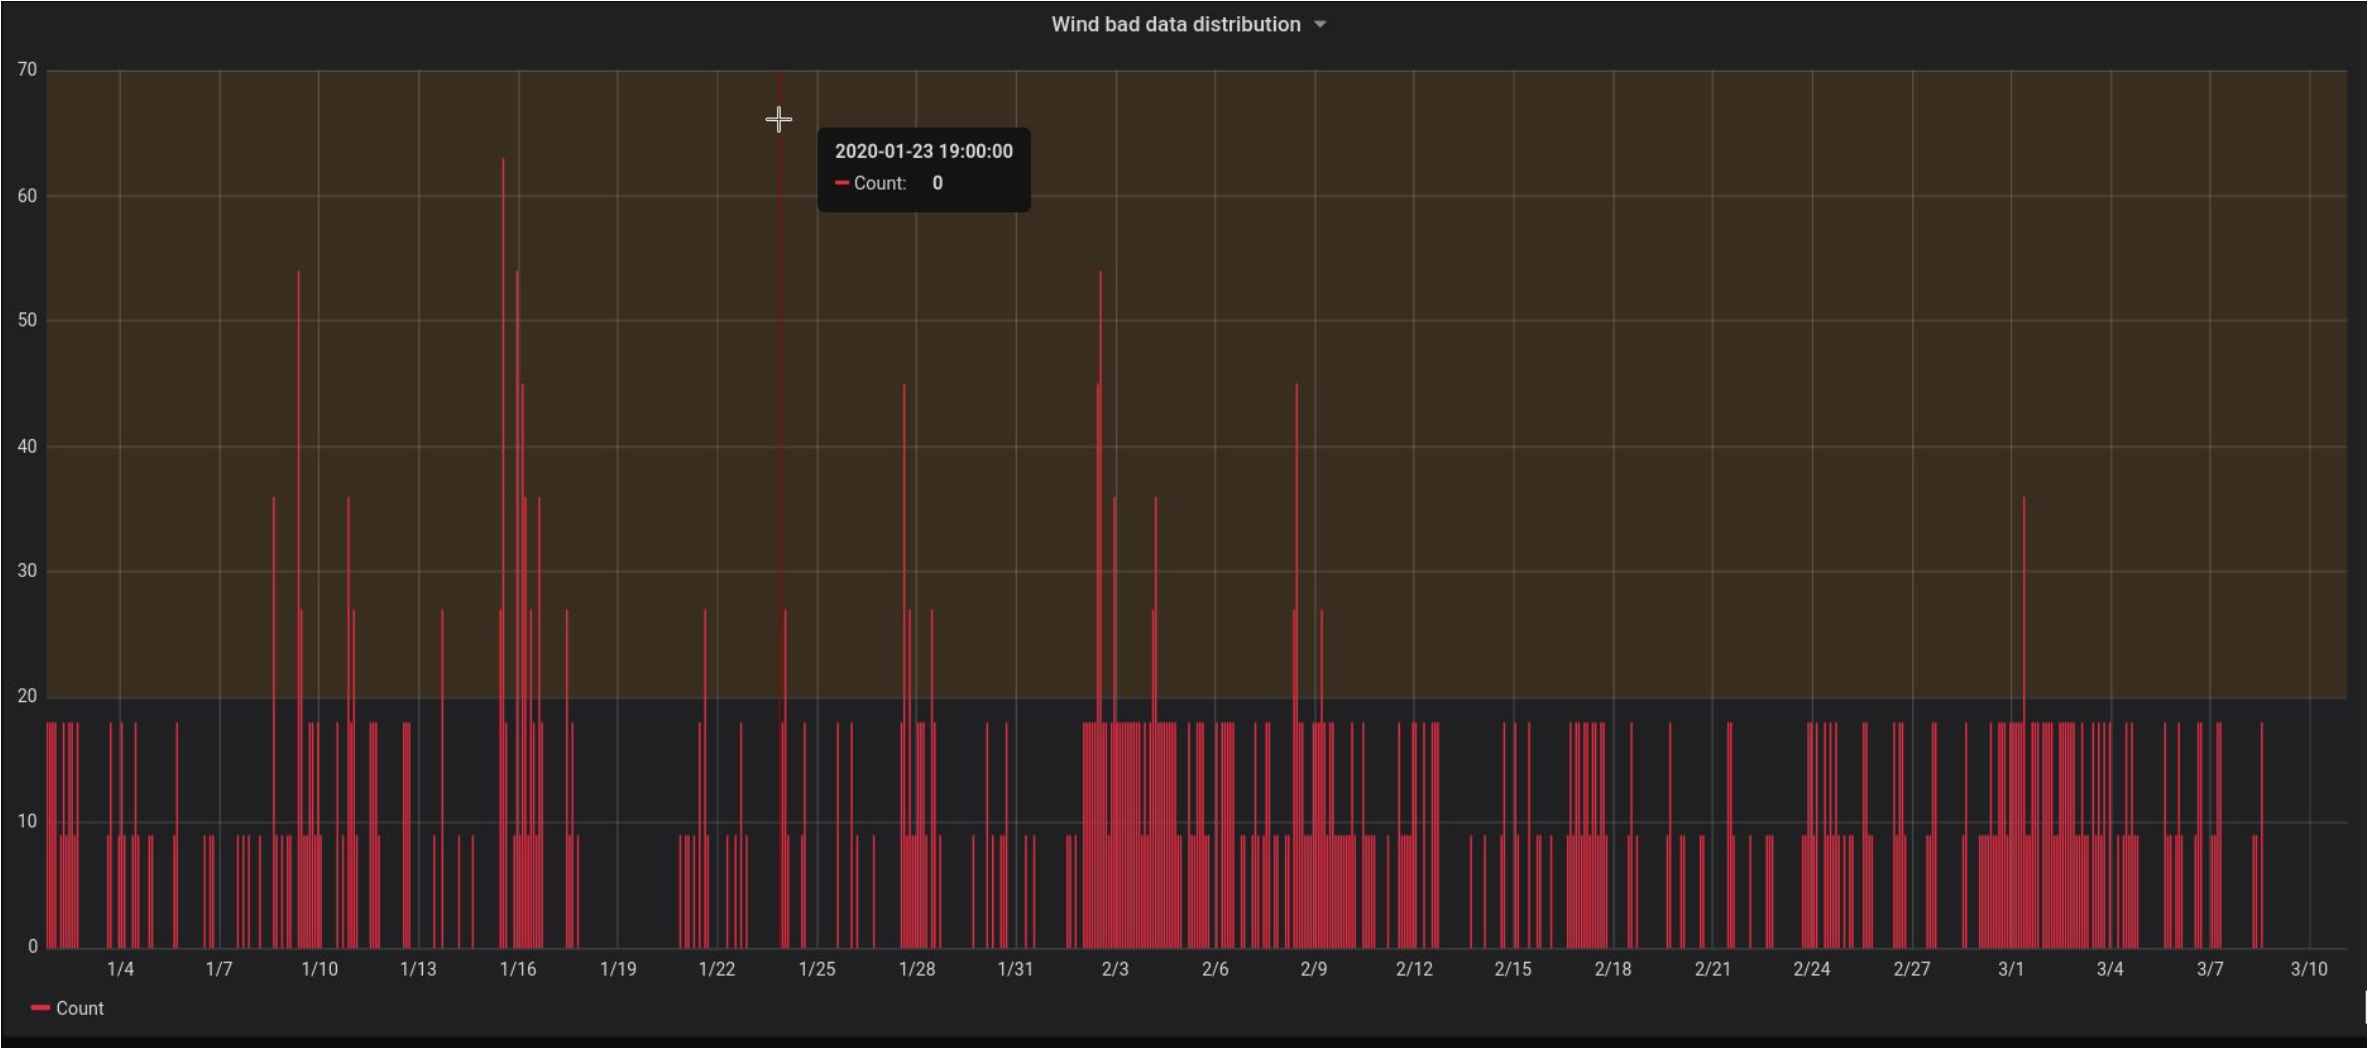 Wind bad data distribution
70
60
50
40
30
20
10
0
2020-01-23 19:00:00
Count: 0
1/4 1/7 1/10 1/13 1/16 1/19 1/22 1/25 1/28 1/31 2/3 2/6 2/9 2/12 2/15 2/18 2/21 2/24 2/27 3/1 3/4 3/7 3/10
Count